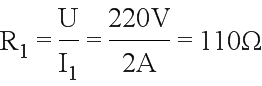 R₁ = U/I₁ = 220V/2A = 110Ω